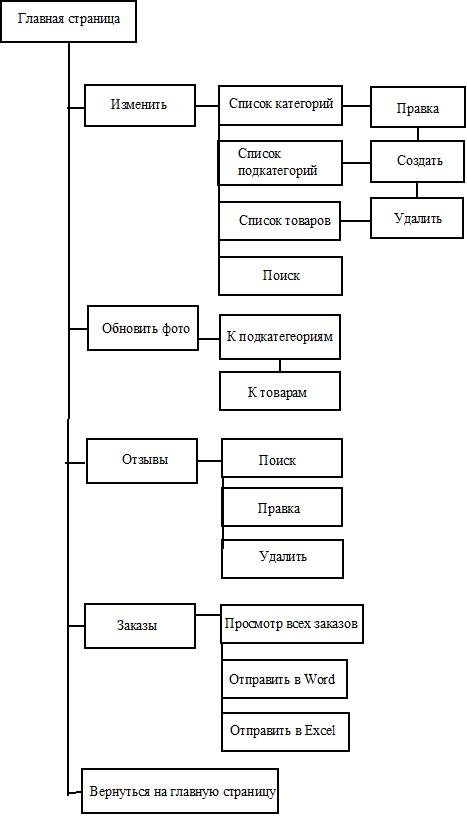 Главная страница
Изменить
Список категорий
Правка
Список
подкатегорий
Создать
Список товаров
Удалить
Поиск
Обновить фото
К подкатегеориям
К товарам
Отзывы
Поиск
Правка
Удалить
Заказы
Просмотр всех заказов
Отправить в Word
Отправить в Excel
Вернуться на главную страницу